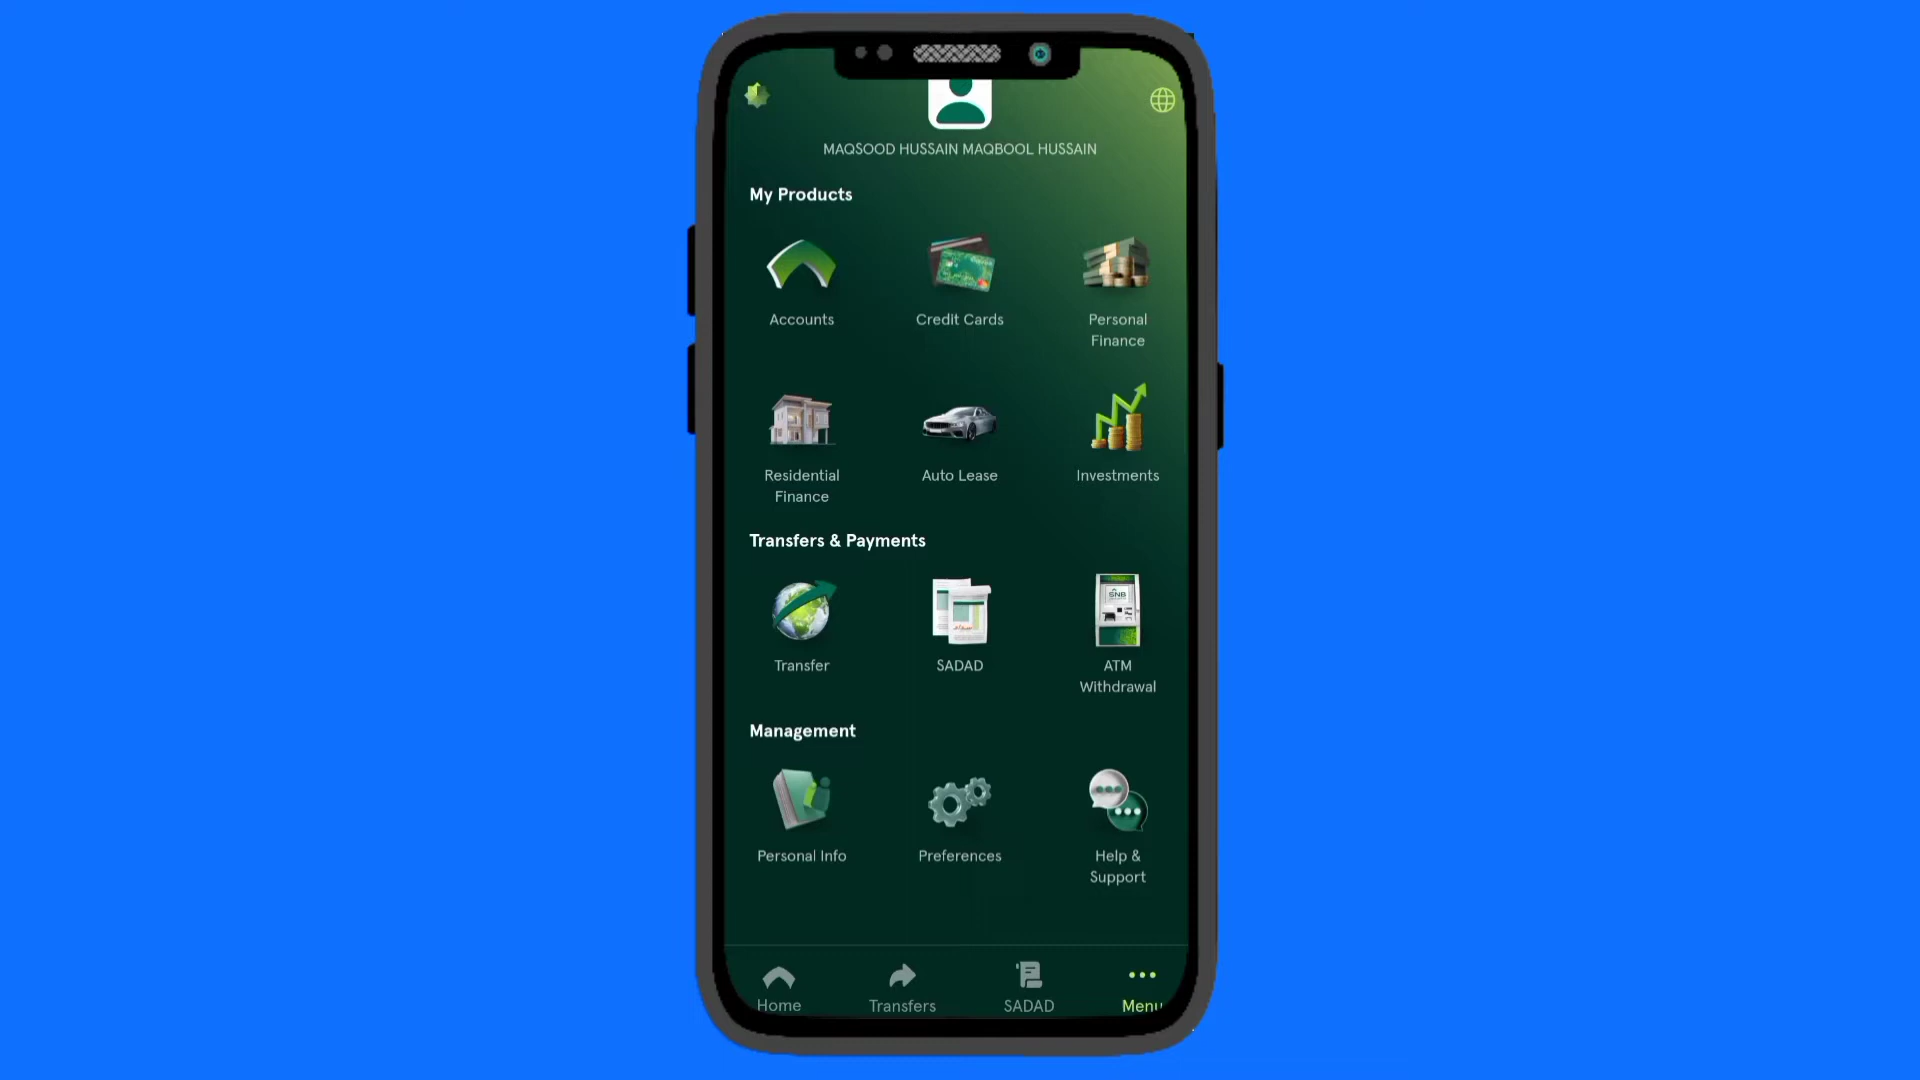 MAQSOOD HUSSAIN MAQBOOL HUSSAIN
My Products
Accounts
Credit Cards
Personal
Finance
Residential
Finance
Auto Lease
Investments
Transfers & Payments
Transfer
SADAD
SNB
ATM
Withdrawal
Management
Personal Info
Preferences
Help &
Support
Home
Transfers
SADAD
Menu